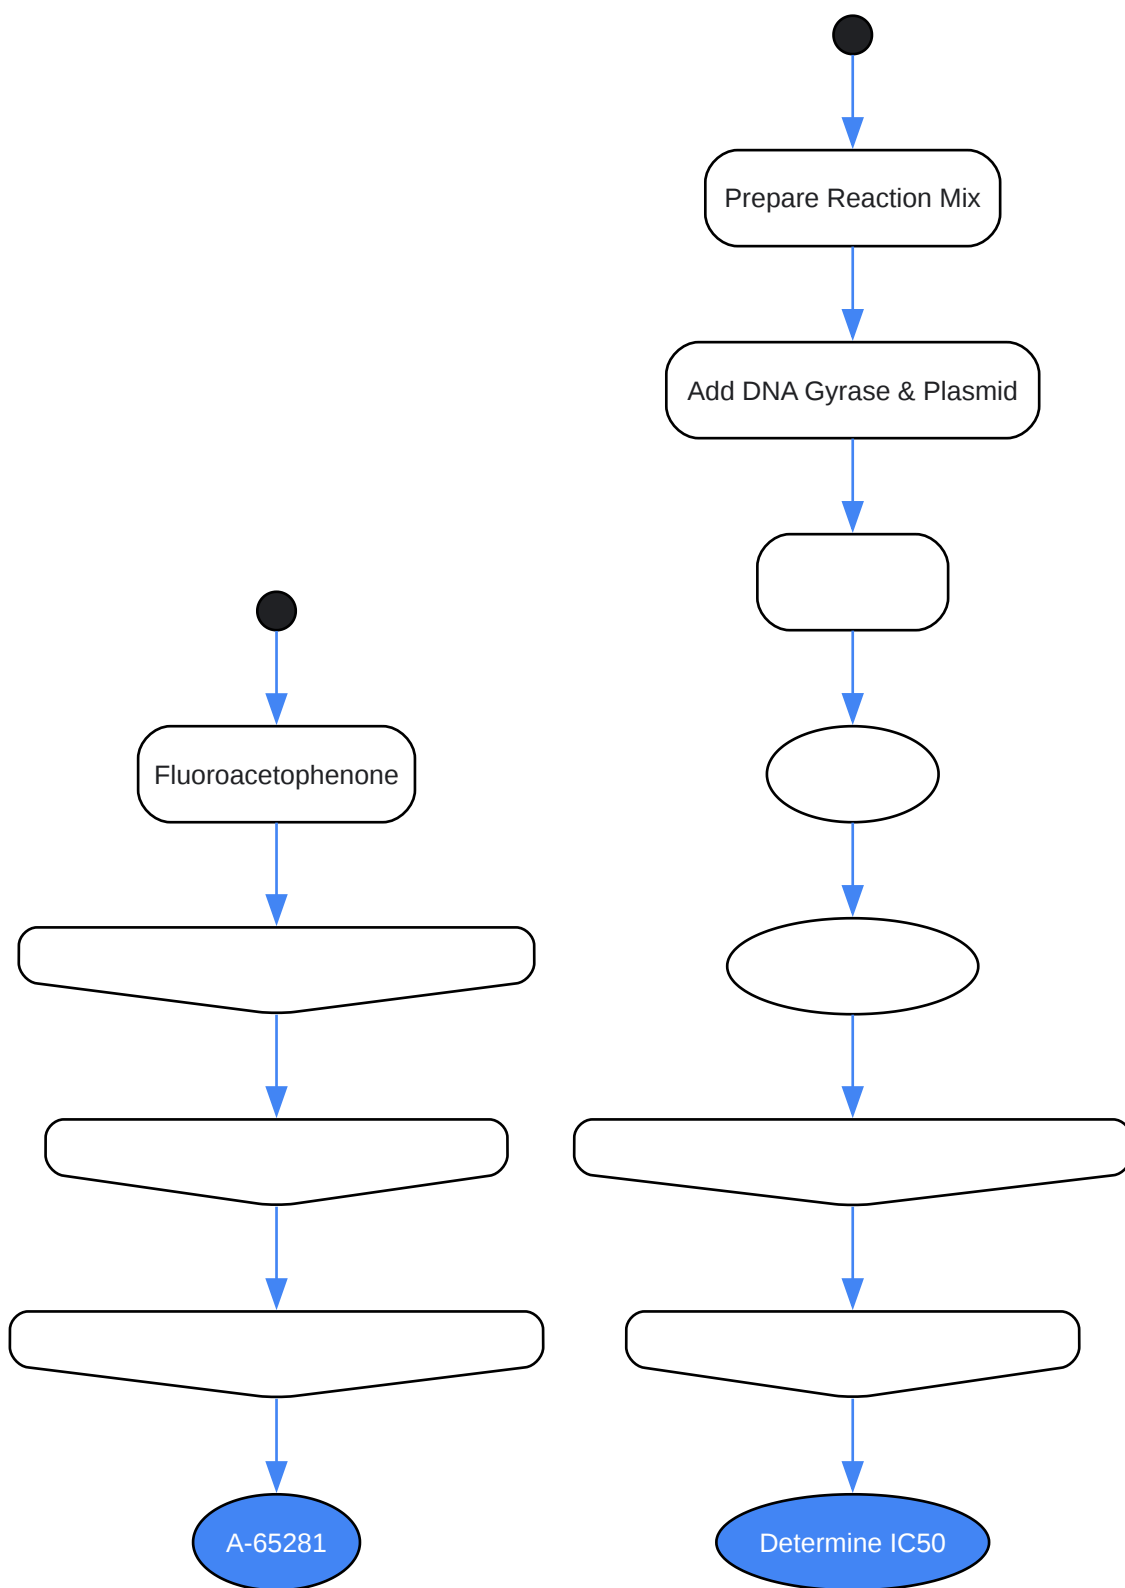 Prepare Reaction Mix
Add DNA Gyrase & Plasmid
Fluoroacetophenone
A-65281
Determine IC50